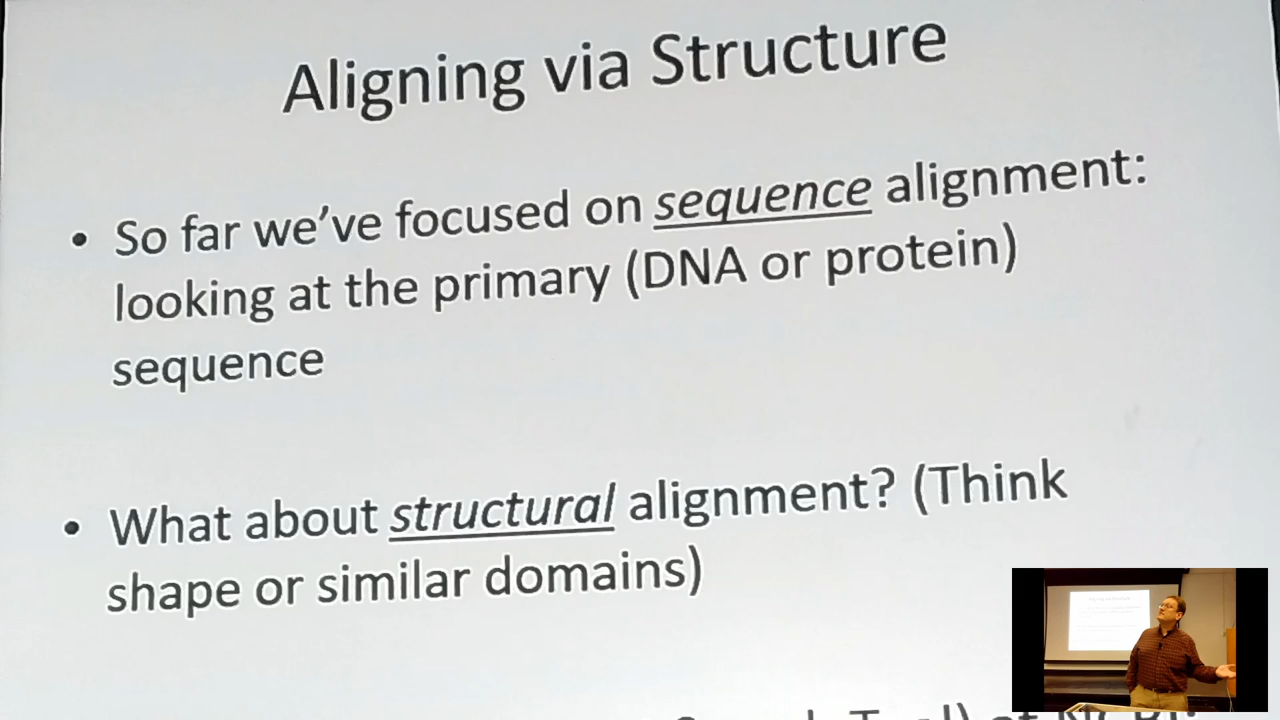 Aligning via Structure
• So far we've focused on sequence alignment:
looking at the primary (DNA or protein)
sequence
• What about structural alignment? (Think
shape or similar domains)